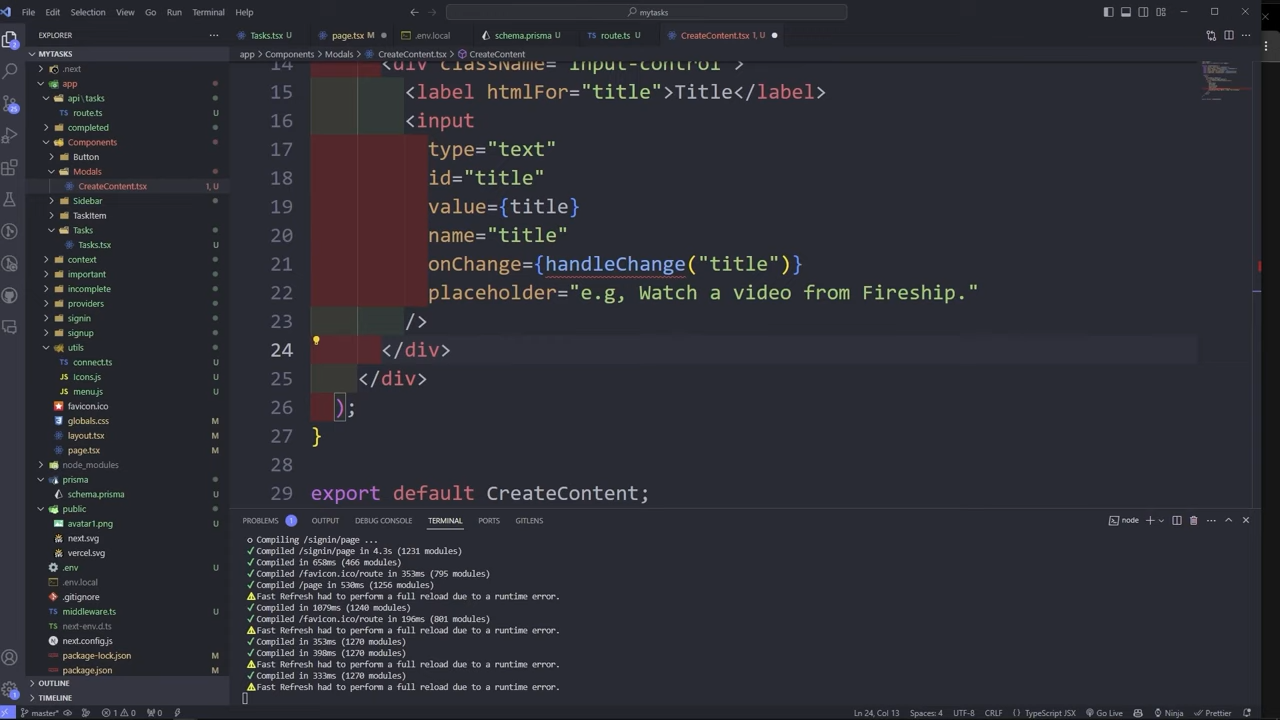 File Edit Selection View Go Run Terminal Help
mytasks
EXPLORER
MYTASKS
.next
app
api \ tasks
route.ts
completed
Components
Button
Modals
CreateContent.tsx 1, U
Sidebar
TaskItem
Tasks
Tasks.tsx U
context
important
incomplete
providers
signin
signup
utils
connect.ts U
Icons.js U
menu.js U
favicon.ico
globals.css M
layout.tsx M
page.tsx M
node_modules
prisma
schema.prisma U
public
avatar1.png U
next.svg
vercel.svg
.env U
.env.local
.gitignore
middleware.ts U
next-env.d.ts
next.config.js
package-lock.json M
package.json M
OUTLINE
TIMELINE
Tasks.tsx U page.tsx M .env.local schema.prisma U route.ts U CreateContent.tsx 1, U
app > Components > Modals > CreateContent.tsx > CreateContent
14 <div className="input-control">
15 <label htmlFor="title">Title</label>
16 <input
17 type="text"
18 id="title"
19 value={title}
20 name="title"
21 onChange={handleChange("title")}
22 placeholder="e.g, Watch a video from Fireship."
23 />
24 </div>
25 </div>
26 );
27 }
28
29 export default CreateContent;
PROBLEMS 1 OUTPUT DEBUG CONSOLE TERMINAL PORTS GITLENS
node
○ Compiling /signin/page ...
✓ Compiled /signin/page in 4.3s (1231 modules)
✓ Compiled in 658ms (466 modules)
✓ Compiled /favicon.ico/route in 353ms (795 modules)
✓ Compiled /page in 530ms (1256 modules)
⚠ Fast Refresh had to perform a full reload due to a runtime error.
✓ Compiled in 1079ms (1240 modules)
✓ Compiled /favicon.ico/route in 196ms (801 modules)
⚠ Fast Refresh had to perform a full reload due to a runtime error.
✓ Compiled in 353ms (1270 modules)
✓ Compiled in 398ms (1270 modules)
⚠ Fast Refresh had to perform a full reload due to a runtime error.
✓ Compiled in 333ms (1270 modules)
⚠ Fast Refresh had to perform a full reload due to a runtime error.
master* 1 0 0 Ln 24, Col 13 Spaces: 4 UTF-8 CRLF TypeScript JSX Go Live Ninja Prettier